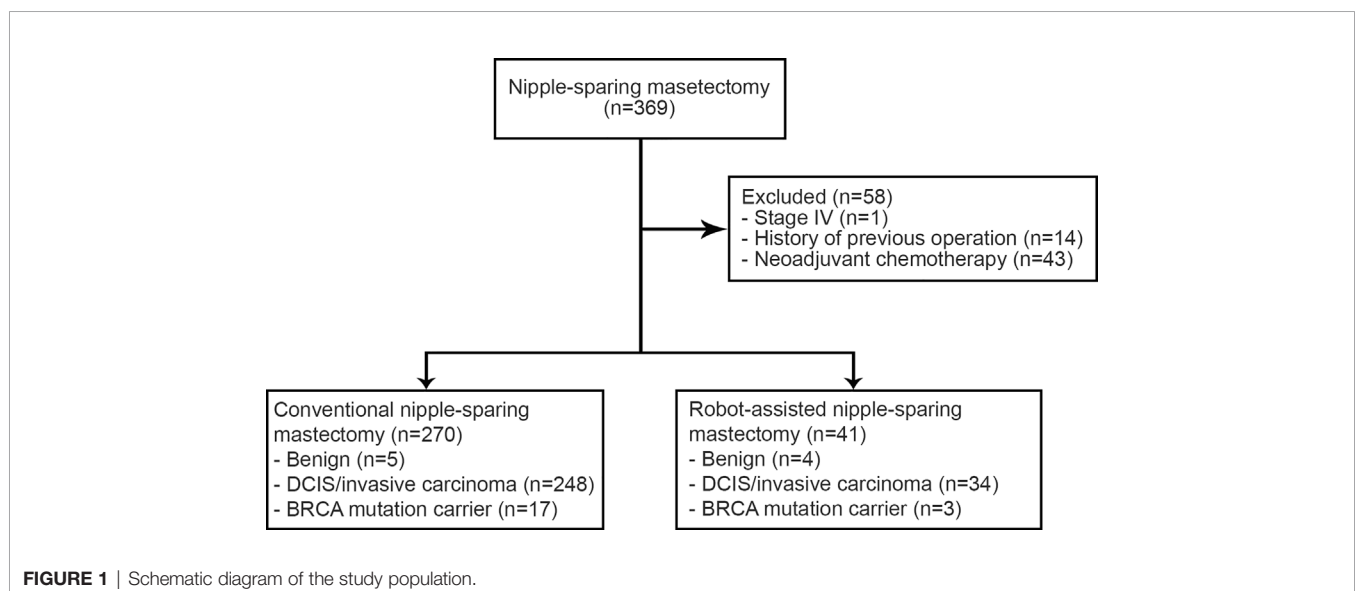 Nipple-sparing masetectomy
(n=369)
Excluded (n=58)
- Stage IV (n=1)
- History of previous operation (n=14)
- Neoadjuvant chemotherapy (n=43)
Conventional nipple-sparing
mastectomy (n=270)
- Benign (n=5)
- DCIS/invasive carcinoma (n=248)
- BRCA mutation carrier (n=17)
Robot-assisted nipple-sparing
mastectomy (n=41)
- Benign (n=4)
- DCIS/invasive carcinoma (n=34)
- BRCA mutation carrier (n=3)
FIGURE 1 | Schematic diagram of the study population.